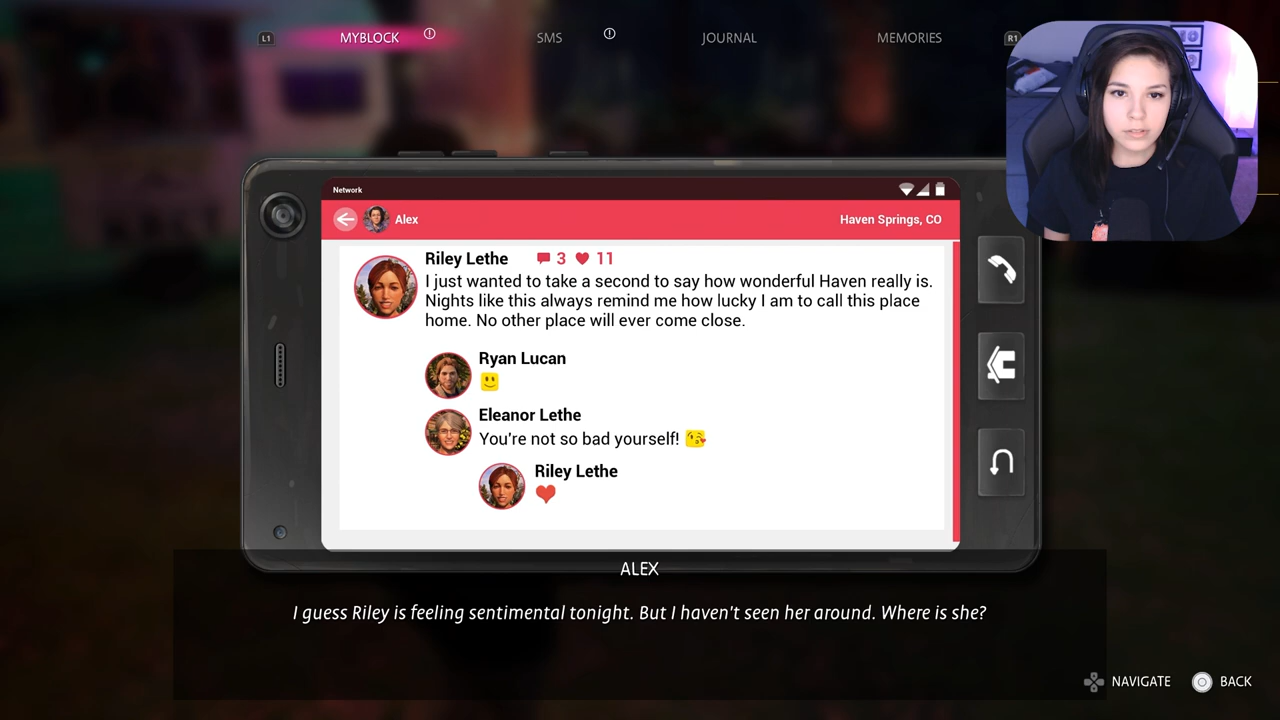 L1
MYBLOCK
SMS
JOURNAL
MEMORIES
R1
Network
Alex
Haven Springs, CO
Riley Lethe 3 11
I just wanted to take a second to say how wonderful Haven really is.
Nights like this always remind me how lucky I am to call this place
home. No other place will ever come close.
Ryan Lucan
Eleanor Lethe
You're not so bad yourself!
Riley Lethe
ALEX
I guess Riley is feeling sentimental tonight. But I haven't seen her around. Where is she?
NAVIGATE
BACK